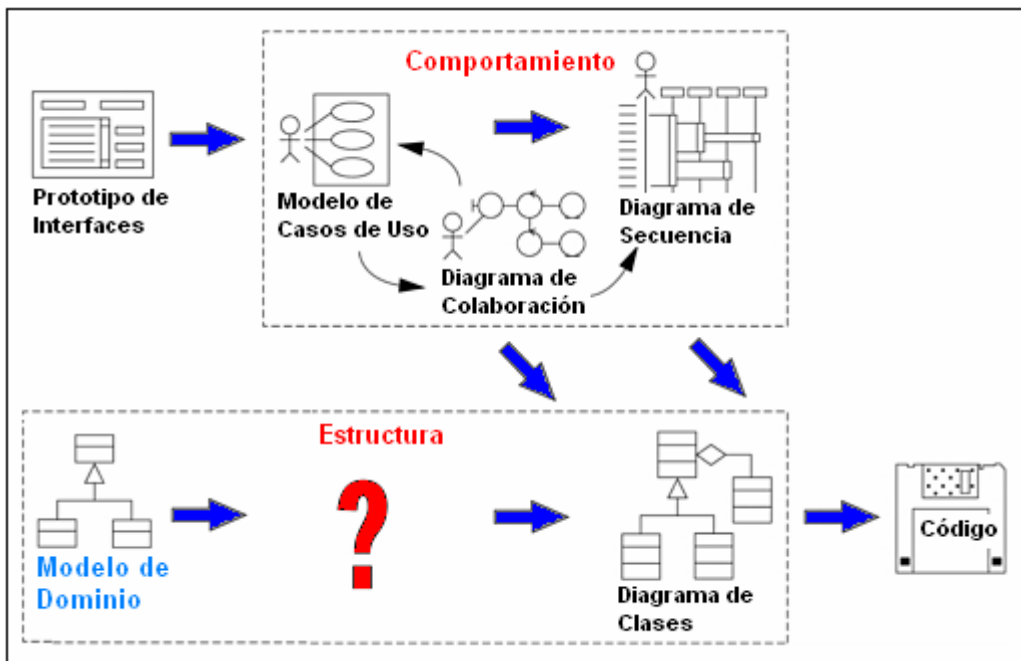 Comportamiento
Prototipo de
Interfaces
Modelo de
Casos de Uso
Diagrama de
Colaboración
Diagrama de
Secuencia
Estructura
?
Modelo de
Dominio
Diagrama de
Clases
Código